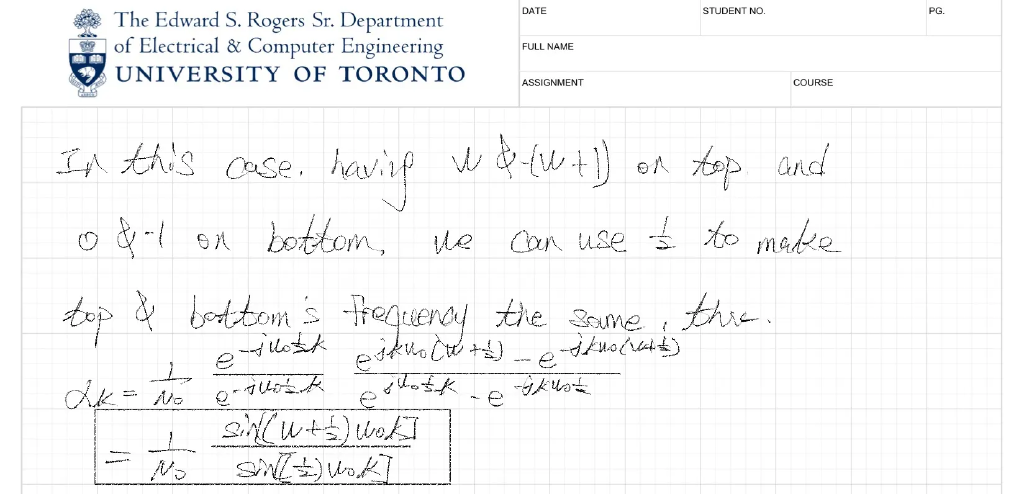 The Edward S. Rogers Sr. Department
of Electrical & Computer Engineering
UNIVERSITY OF TORONTO
DATE
STUDENT NO.
PG.
FULL NAME
ASSIGNMENT
COURSE
In this case. having W & -(W+1) on top. and
0 & -1 on bottom, we can use 1/2 to make
top & bottom's frequency the same, thus.
αk = 1/N₀ e^(-jω₀½k)/e^(-jω₀½k) (e^(jkω₀(W+½)) - e^(-jkω₀(W+½)))/(e^(jω₀½k) - e^(-jkω₀½))
= 1/N₀ sin[(W+½)ω₀k]/sin[(½)ω₀k]